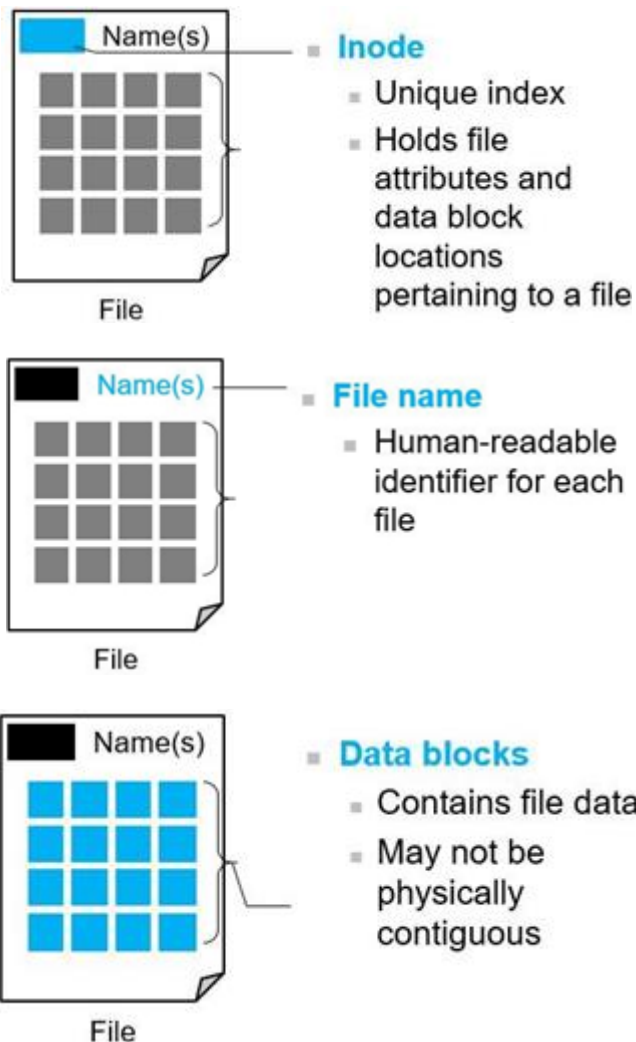 Name(s)
Inode
Unique index
Holds file
attributes and
data block
locations
pertaining to a file
File
Name(s)
File name
Human-readable
identifier for each
file
File
Name(s)
Data blocks
Contains file data
May not be
physically
contiguous
File